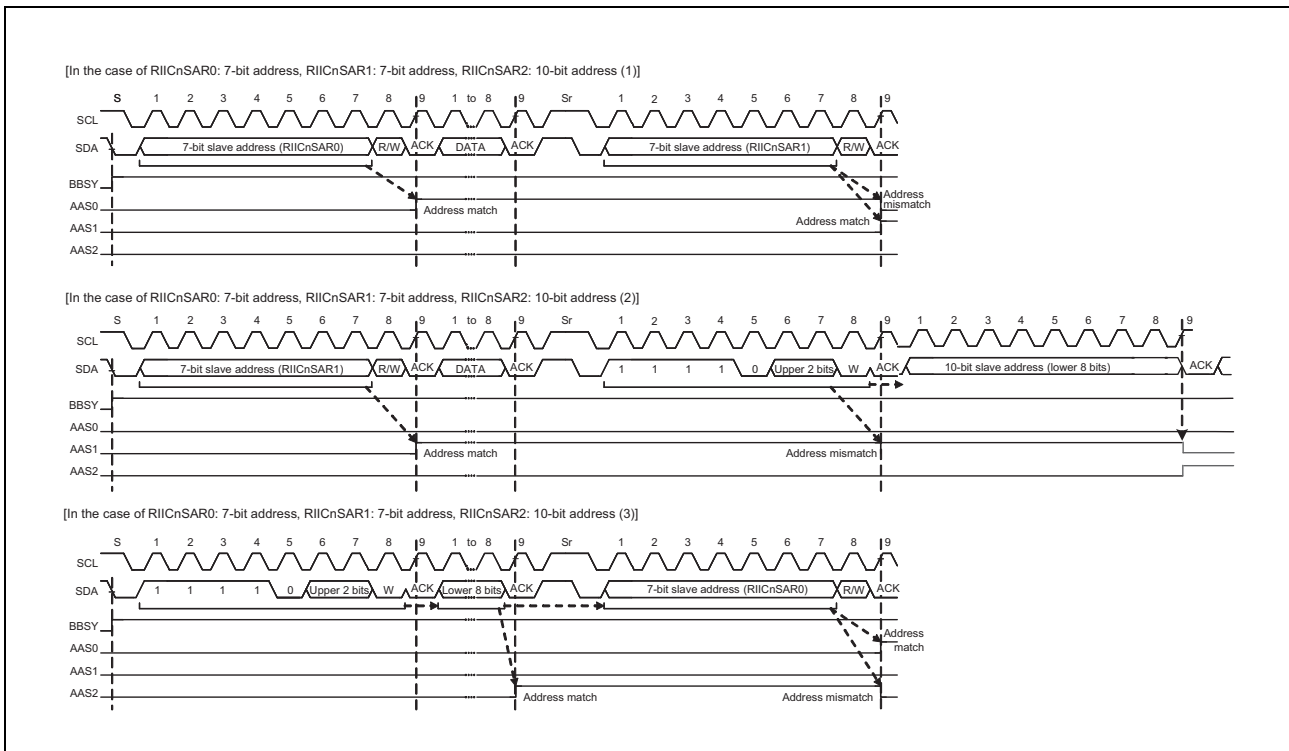 [In the case of RIICnSAR0: 7-bit address, RIICnSAR1: 7-bit address, RIICnSAR2: 10-bit address (1)]
S 1 2 3 4 5 6 7 8 9 1 to 8 9 Sr 1 2 3 4 5 6 7 8 9
SCL
SDA 7-bit slave address (RIICnSAR0) R/W ACK DATA ACK 7-bit slave address (RIICnSAR1) R/W ACK
BBSY
Address
AAS0 Address match mismatch
Address match
AAS1
AAS2
[In the case of RIICnSAR0: 7-bit address, RIICnSAR1: 7-bit address, RIICnSAR2: 10-bit address (2)]
S 1 2 3 4 5 6 7 8 9 1 to 8 9 Sr 1 2 3 4 5 6 7 8 9 1 2 3 4 5 6 7 8 9
SCL
SDA 7-bit slave address (RIICnSAR1) R/W ACK DATA ACK 1 1 1 1 0 Upper 2 bits W ACK 10-bit slave address (lower 8 bits) ACK
BBSY
AAS0
AAS1 Address match Address mismatch
AAS2
[In the case of RIICnSAR0: 7-bit address, RIICnSAR1: 7-bit address, RIICnSAR2: 10-bit address (3)]
S 1 2 3 4 5 6 7 8 9 1 to 8 9 Sr 1 2 3 4 5 6 7 8 9
SCL
SDA 1 1 1 1 0 Upper 2 bits W ACK Lower 8 bits ACK 7-bit slave address (RIICnSAR0) R/W ACK
BBSY
Address
AAS0 match
AAS1
AAS2 Address match Address mismatch